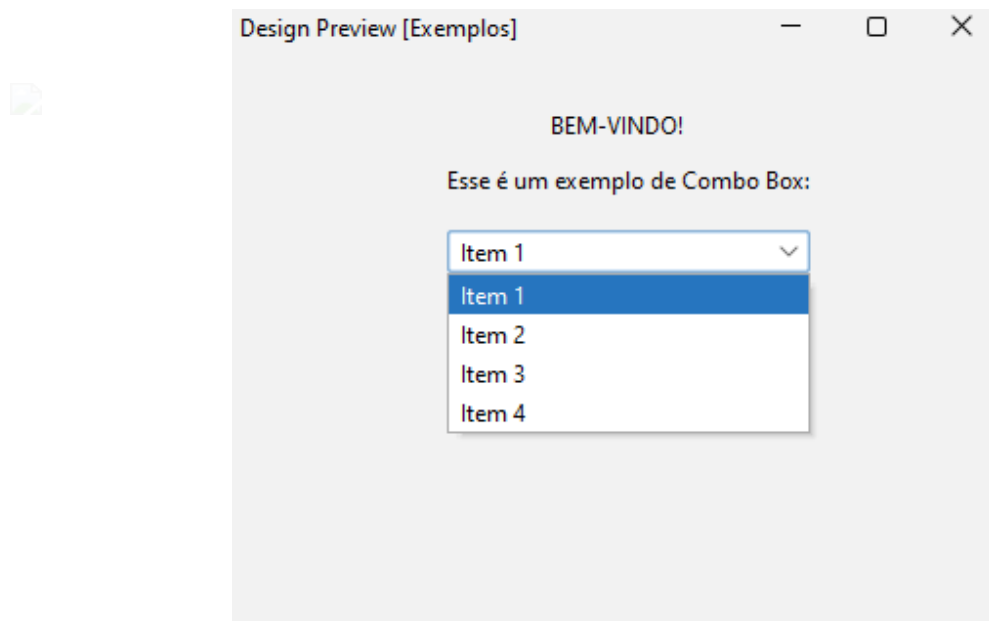 Design Preview [Exemplos]
BEM-VINDO!
Esse é um exemplo de Combo Box:
Item 1
Item 1
Item 2
Item 3
Item 4